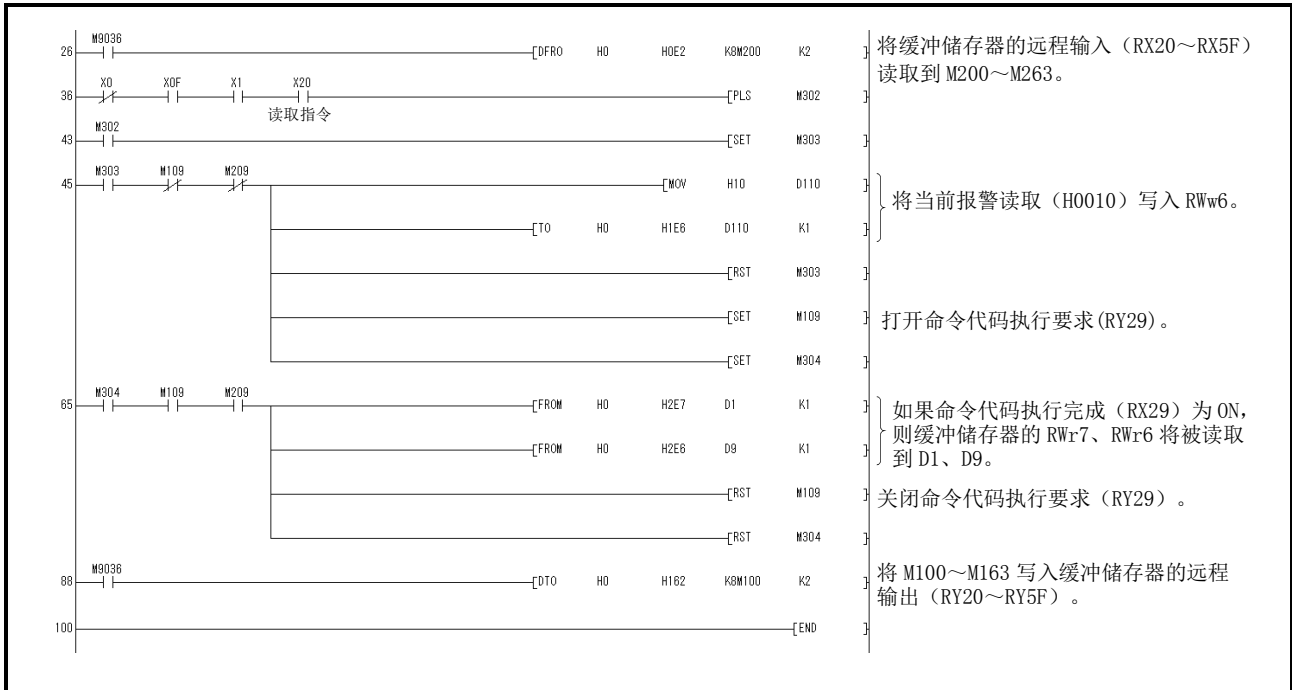 M9036
26 [DFRO H0 H0E2 K8M200 K2 ]
将缓冲储存器的远程输入（RX20～RX5F）
读取到 M200～M263。
X0 X0F X1 X20
36 [PLS M302 ]
读取指令
M302
43 [SET M303 ]
M303 M109 M209
45 [MOV H10 D110 ]
将当前报警读取（H0010）写入 RWw6。
[TO H0 H1E6 D110 K1 ]
[RST M303 ]
[SET M109 ]
打开命令代码执行要求(RY29)。
[SET M304 ]
M304 M109 M209
65 [FROM H0 H2E7 D1 K1 ]
如果命令代码执行完成（RX29）为 ON，
则缓冲储存器的 RWr7、RWr6 将被读取
到 D1、D9。
[FROM H0 H2E6 D9 K1 ]
[RST M109 ]
关闭命令代码执行要求（RY29）。
[RST M304 ]
M9036
88 [DTO H0 H162 K8M100 K2 ]
将 M100～M163 写入缓冲储存器的远程
输出（RY20～RY5F）。
100 [END ]